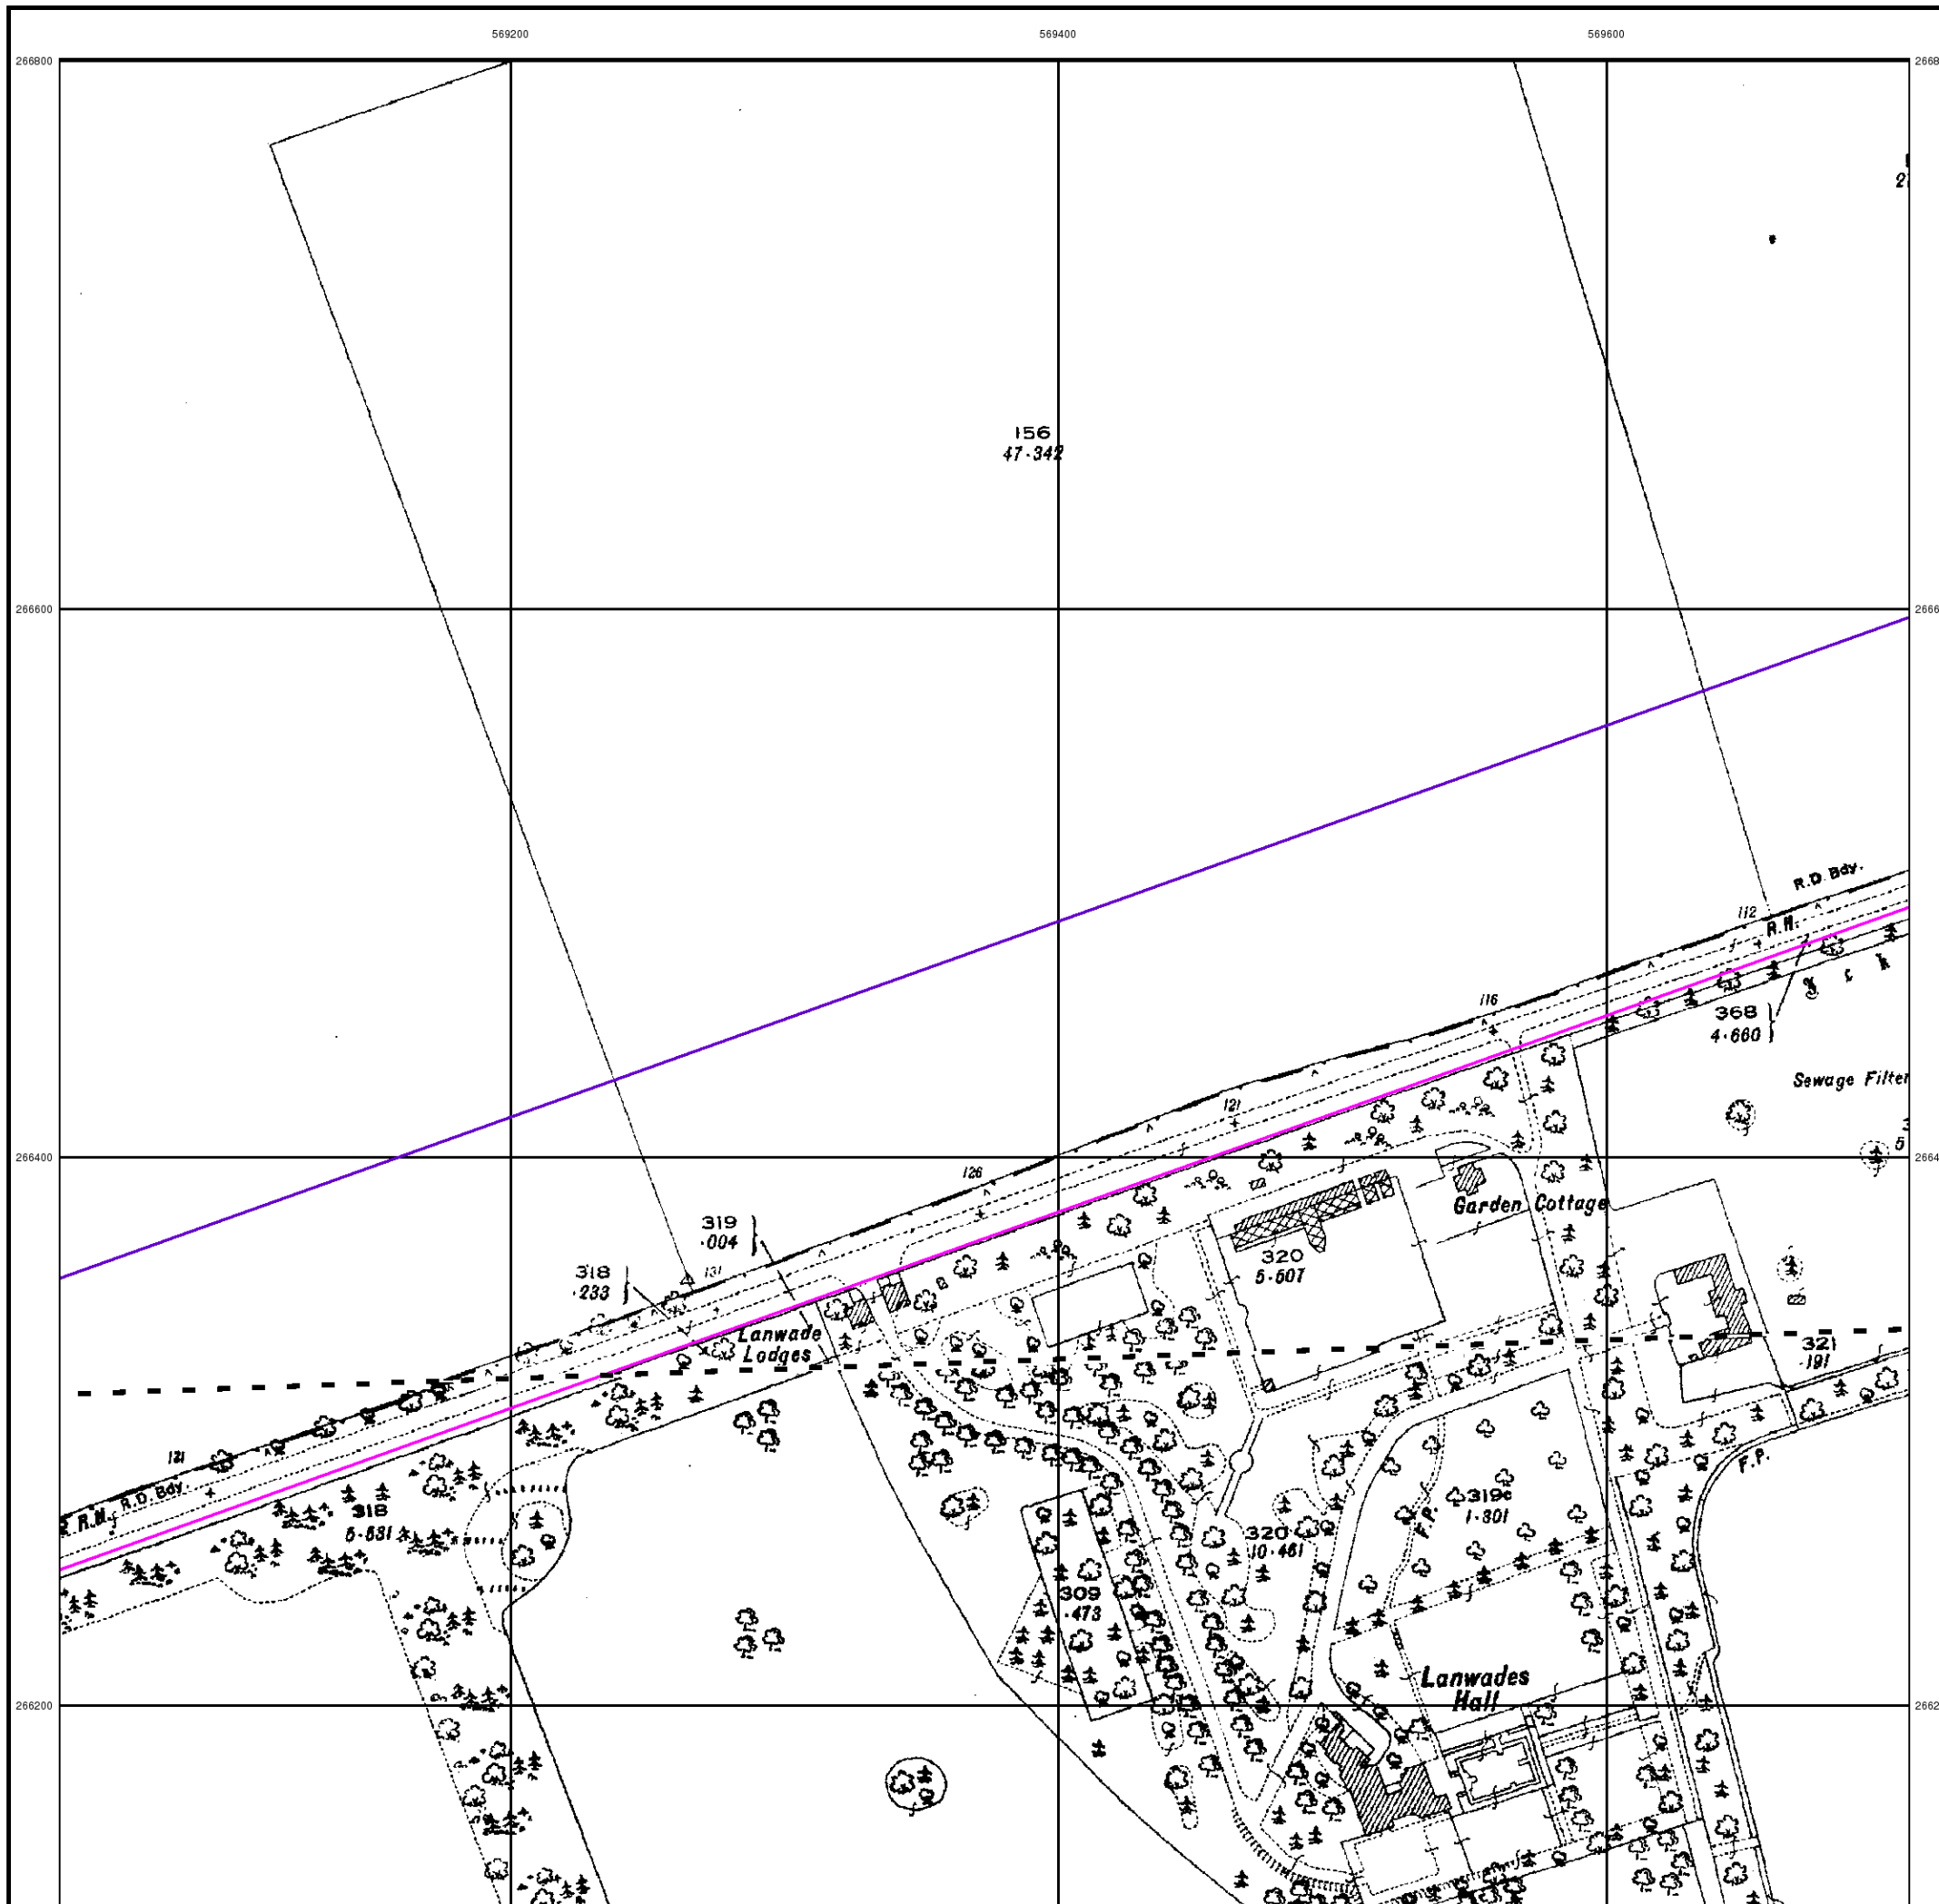 569200
569400
569600
266800
156
47·342
266600
R.D. Bdy.
112
R.H.
116
368
4·660
121
Sewage Filter
266400
126
Garden Cottage
319
·004
320
5·507
318
·233
131
Lanwade
Lodges
321
·191
121
R.D. Bdy.
R.H.
318
5·531
F.P.
319c
1·301
F.P.
320
10·461
309
·473
Lanwades
Hall
266200